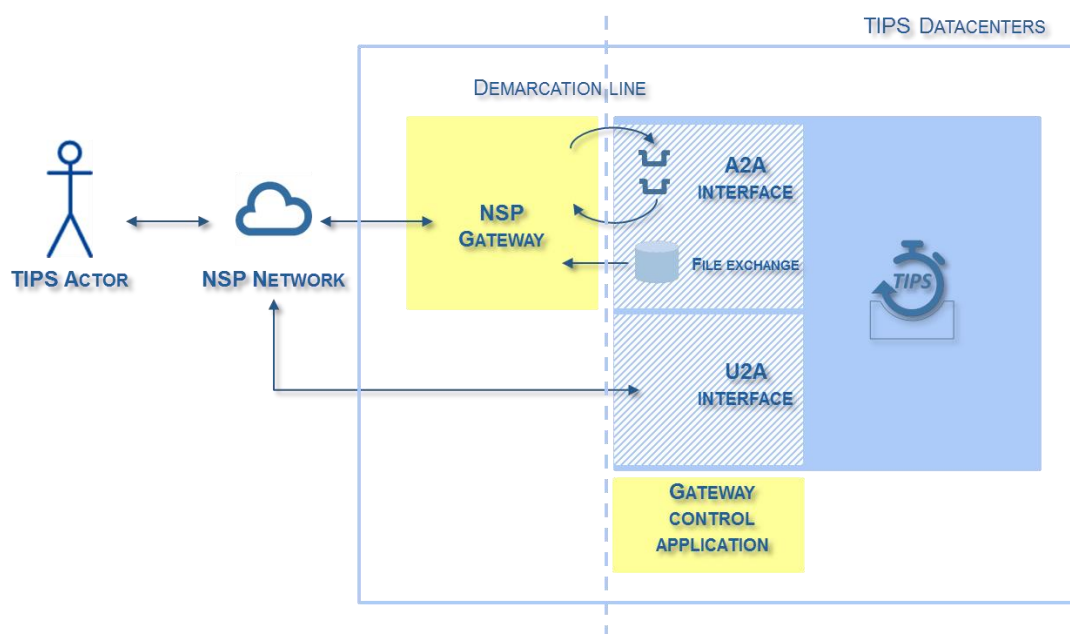 TIPS DATACENTERS
DEMARCATION LINE
A2A
INTERFACE
NSP
GATEWAY
TIPS ACTOR
NSP NETWORK
FILE EXCHANGE
TIPS
U2A
INTERFACE
GATEWAY
CONTROL
APPLICATION